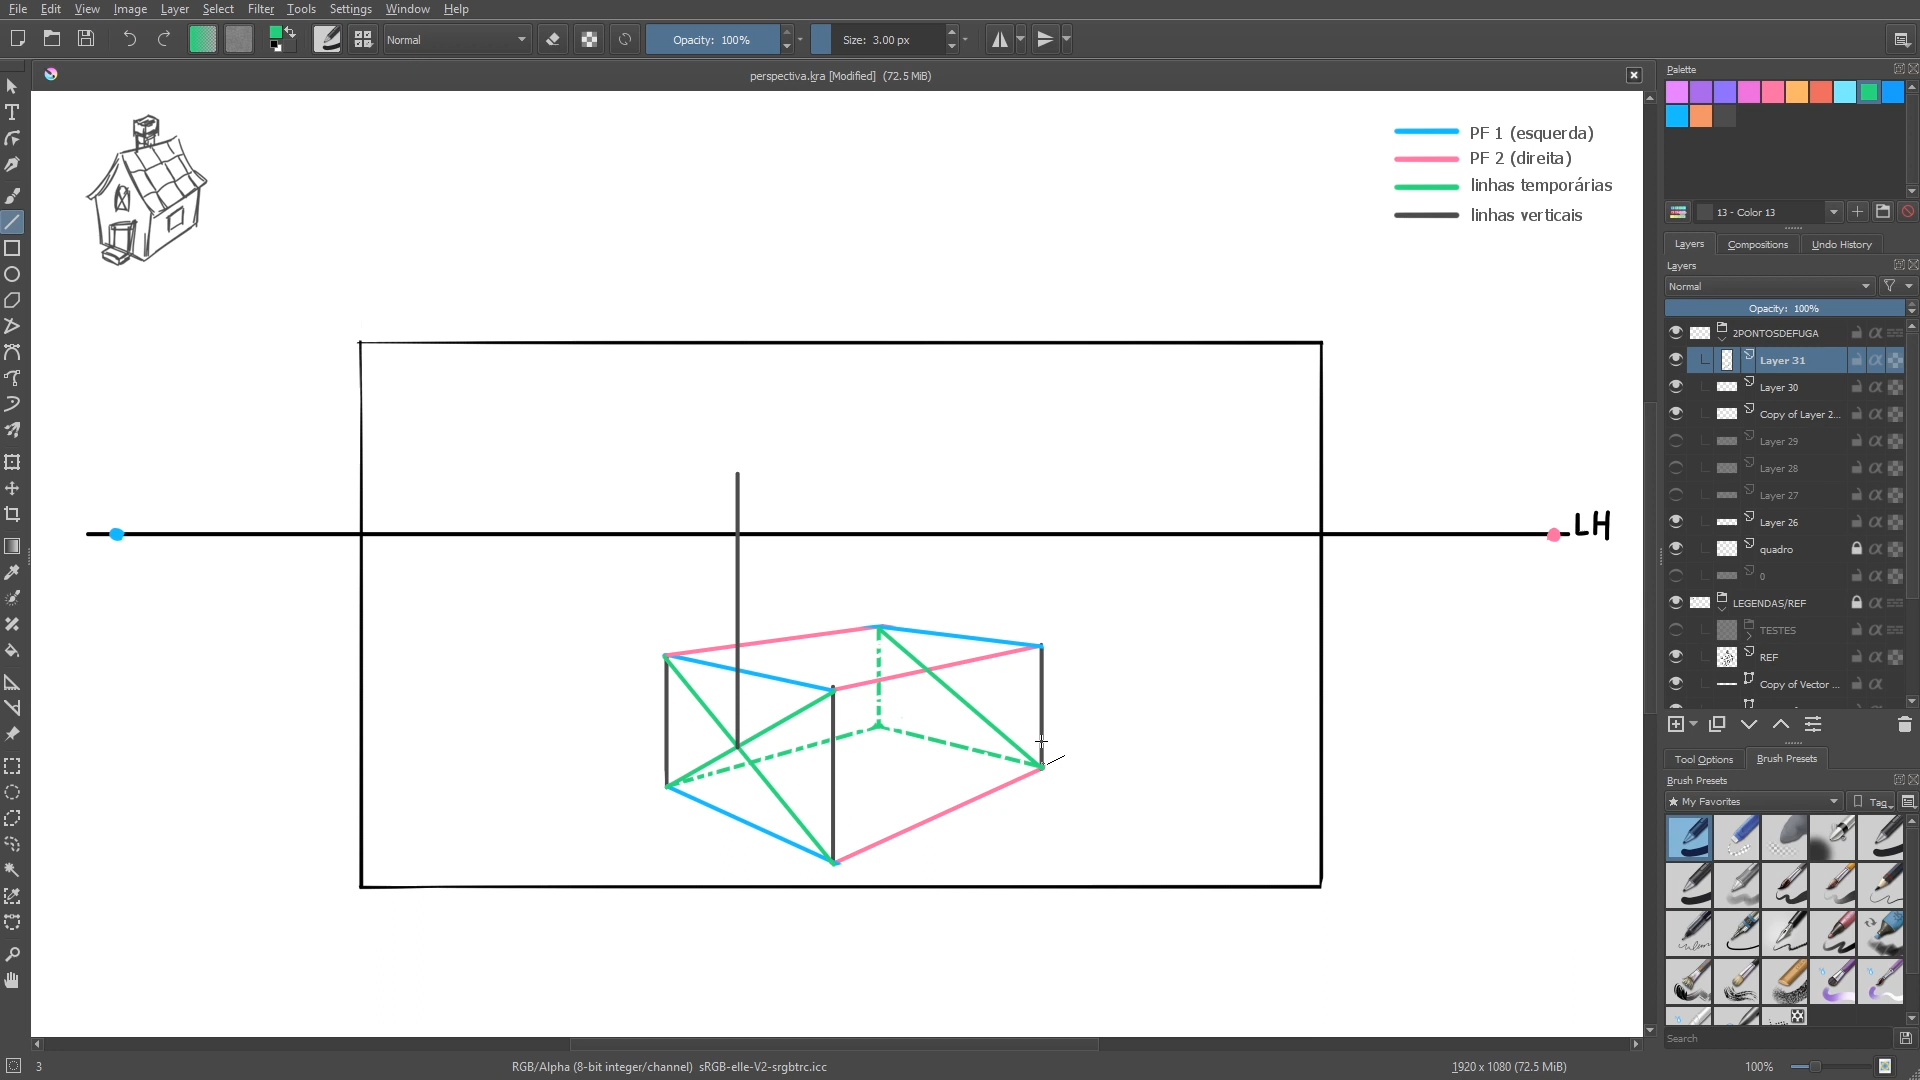 File Edit View Image Layer Select Filter Tools Settings Window Help
Normal
Opacity: 100%
Size: 3.00 px
perspectiva.kra [Modified] (72.5 MiB)
PF 1 (esquerda)
PF 2 (direita)
linhas temporárias
linhas verticais
LH
Palette
13 - Color 13
Layers Compositions Undo History
Layers
Normal
Opacity: 100%
2PONTOSDEFUGA
Layer 31
Layer 30
Copy of Layer 2...
Layer 29
Layer 28
Layer 27
Layer 26
quadro
0
LEGENDAS/REF
TESTES
REF
Copy of Vector ...
Tool Options Brush Presets
Brush Presets
My Favorites
Tag
Search
3
RGB/Alpha (8-bit integer/channel) sRGB-elle-V2-srgbtrc.icc
1920 x 1080 (72.5 MiB)
100%